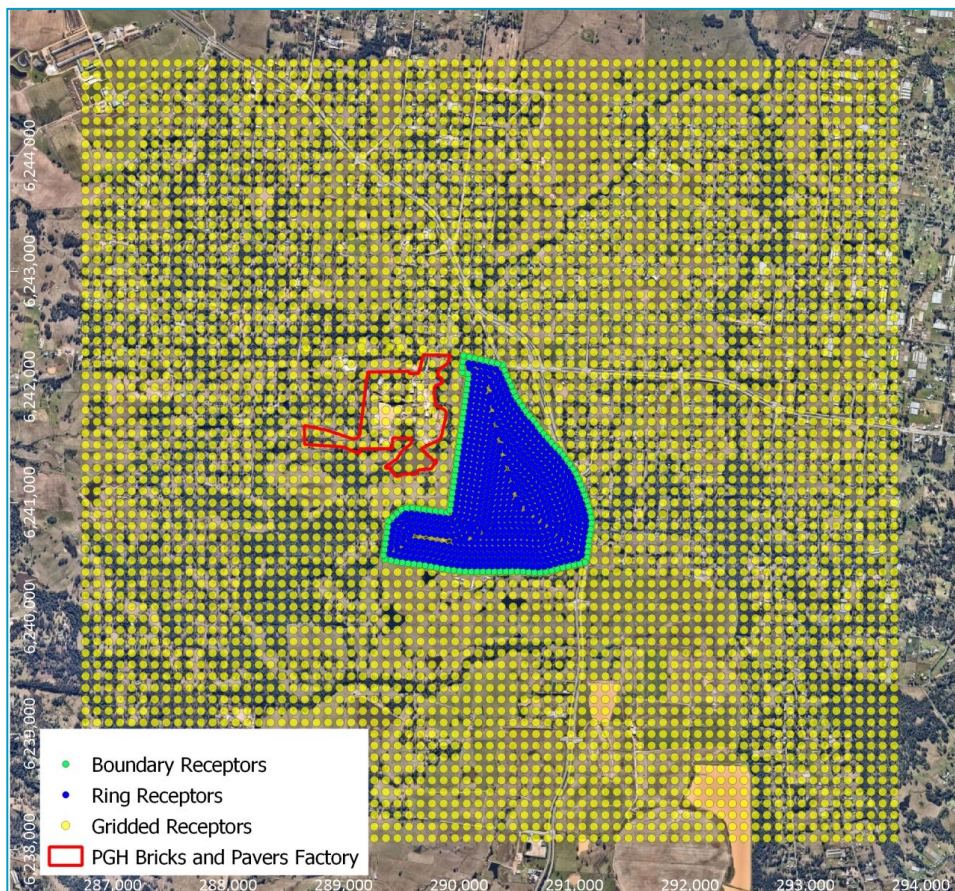 6,244,000
6,243,000
6,242,000
6,241,000
6,240,000
6,239,000
6,238,000
Boundary Receptors
Ring Receptors
Gridded Receptors
PGH Bricks and Pavers Factory
287,000 288,000 289,000 290,000 291,000 292,000 293,000 294,000